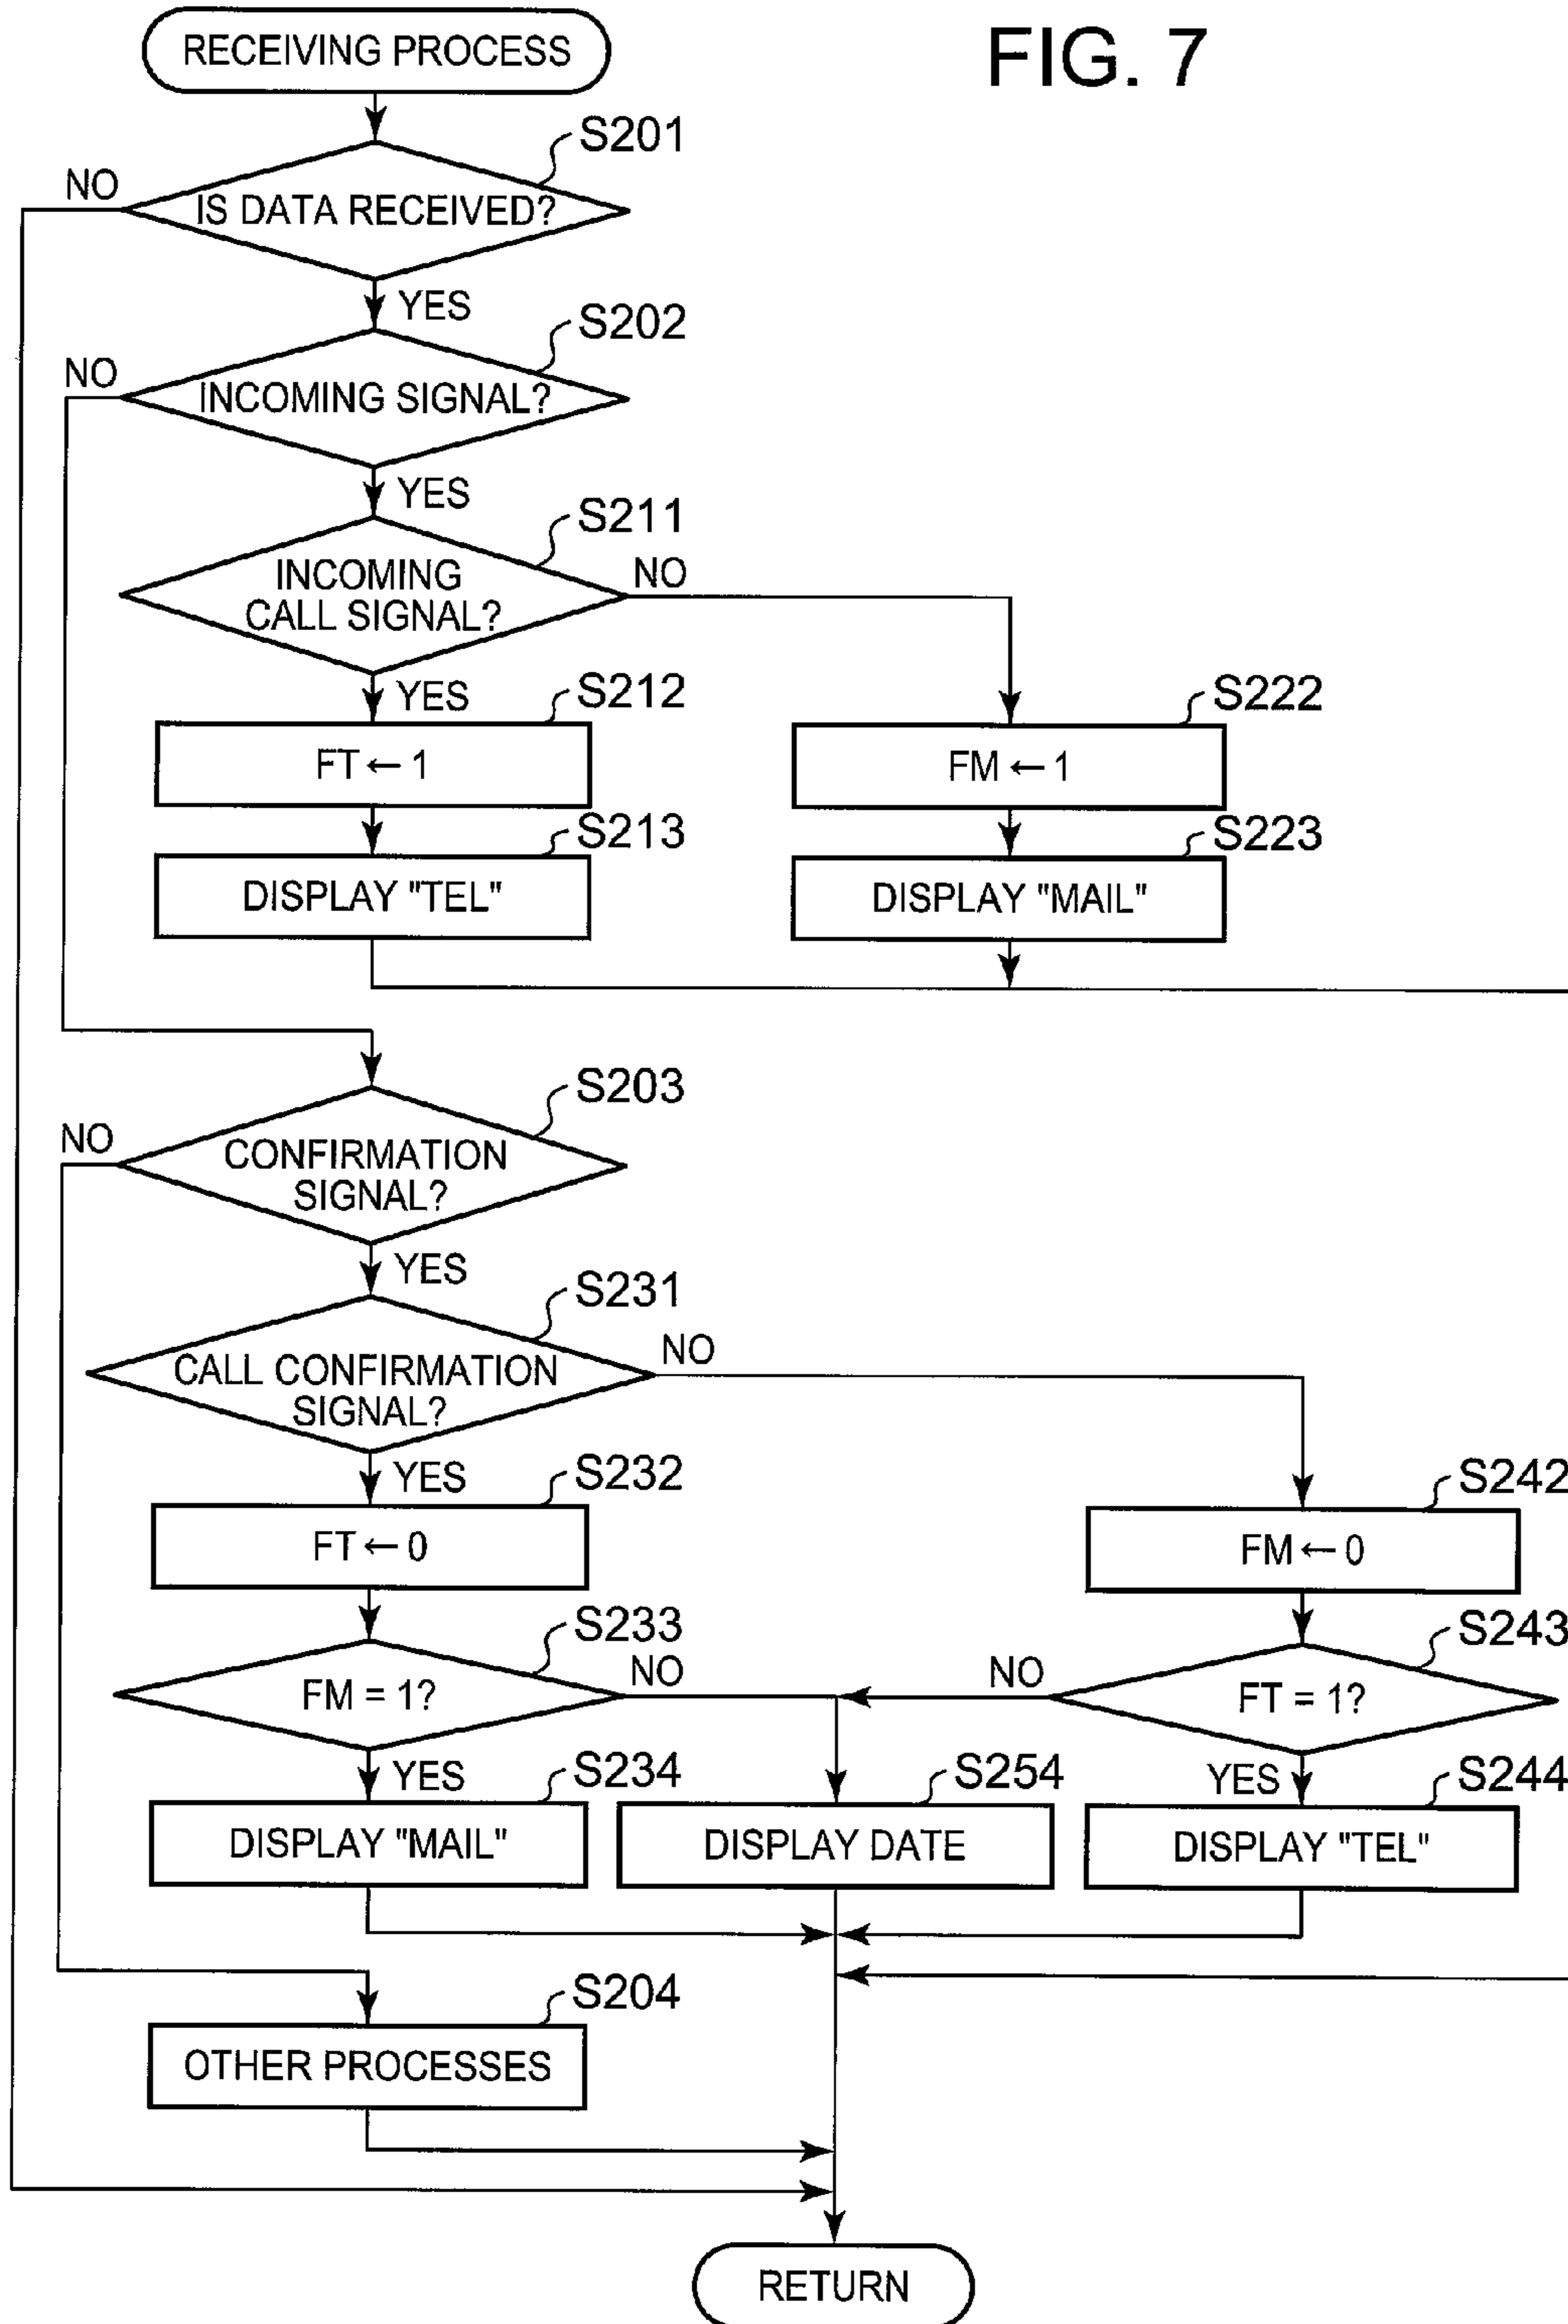 FIG. 7
RECEIVING PROCESS
S201
NO
IS DATA RECEIVED?
YES
S202
NO
INCOMING SIGNAL?
YES
S211
INCOMING
CALL SIGNAL?
NO
YES
S212
FT ← 1
S222
FM ← 1
S213
DISPLAY "TEL"
S223
DISPLAY "MAIL"
S203
NO
CONFIRMATION
SIGNAL?
YES
S231
CALL CONFIRMATION
SIGNAL?
NO
YES
S232
FT ← 0
S242
FM ← 0
S233
FM = 1?
NO
S243
NO
FT = 1?
YES
S234
DISPLAY "MAIL"
S254
DISPLAY DATE
YES
S244
DISPLAY "TEL"
S204
OTHER PROCESSES
RETURN